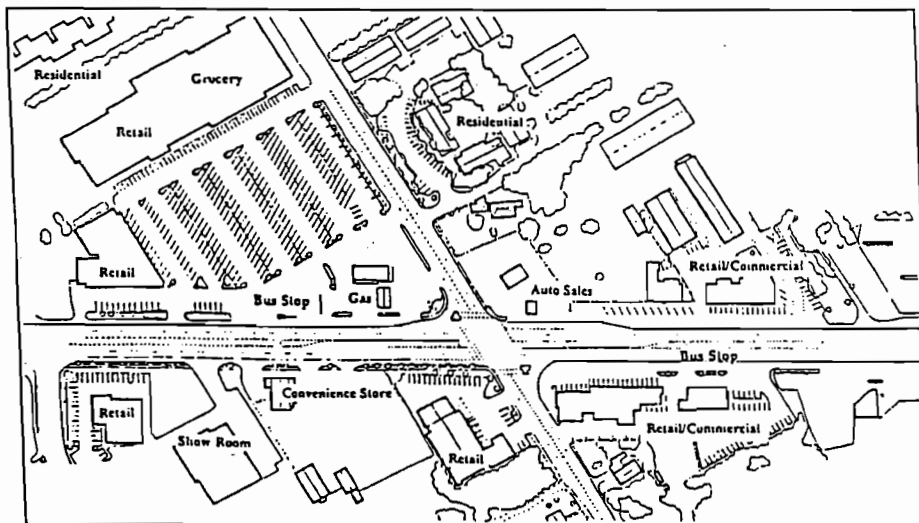 Residential
Grocery
Retail
Residential
Retail
Bus Stop
Gas
Auto Sales
Retail/Commercial
Bus Stop
Retail
Convenience Store
Show Room
Retail
Retail/Commercial